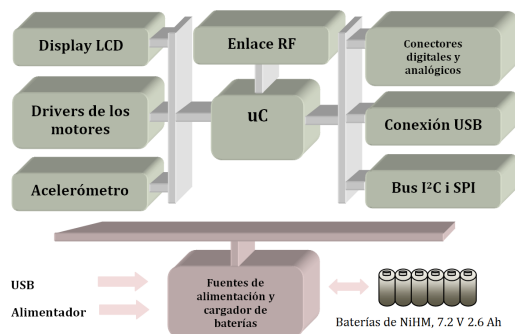 Display LCD
Enlace RF
Conectores
digitales y
analógicos
Drivers de los
motores
uC
Conexión USB
Acelerómetro
Bus I²C i SPI
USB
Alimentador
Fuentes de
alimentación y
cargador de
baterías
Baterías de NiHM, 7.2 V 2.6 Ah